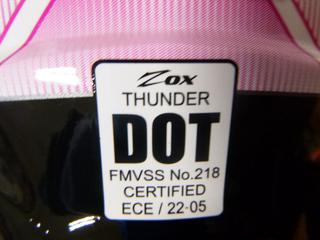 Zox
THUNDER
DOT
FMVSS No.218
CERTIFIED
ECE / 22-05